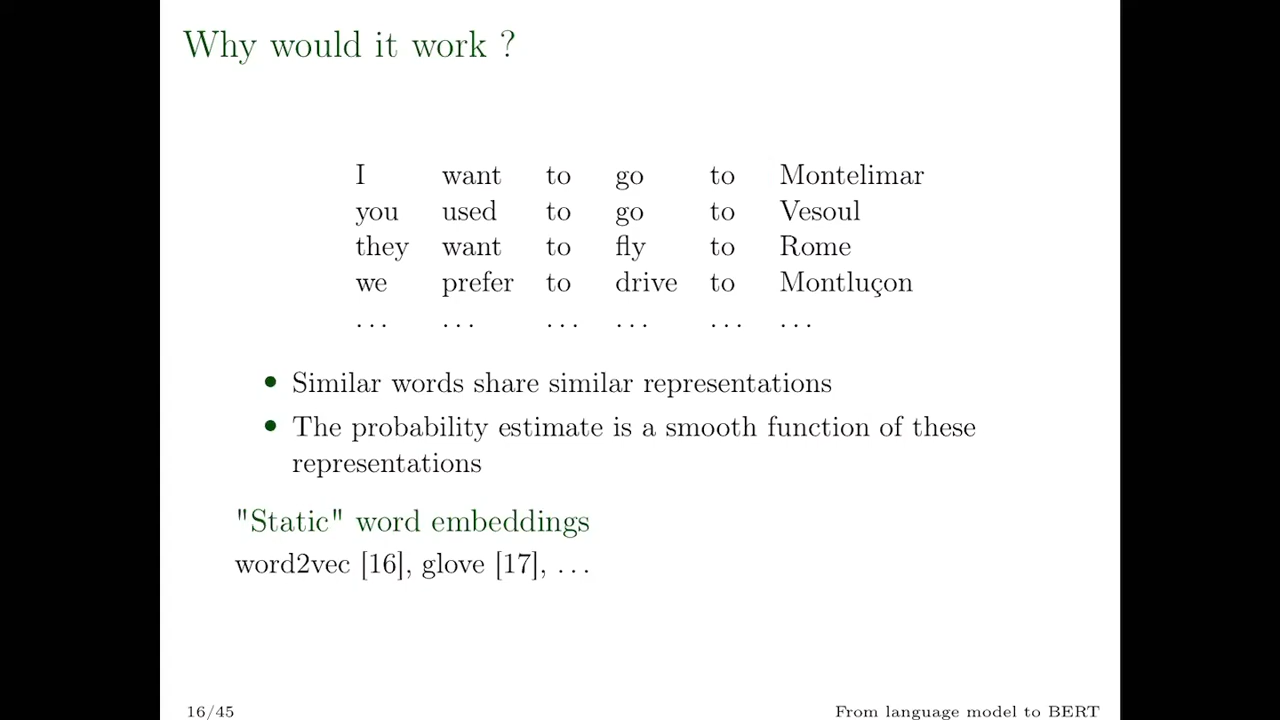 Why would it work ?
I want to go to Montelimar
you used to go to Vesoul
they want to fly to Rome
we prefer to drive to Montluçon
... ... ... ... ... ...
• Similar words share similar representations
• The probability estimate is a smooth function of these
representations
"Static" word embeddings
word2vec [16], glove [17], ...
16/45 From language model to BERT